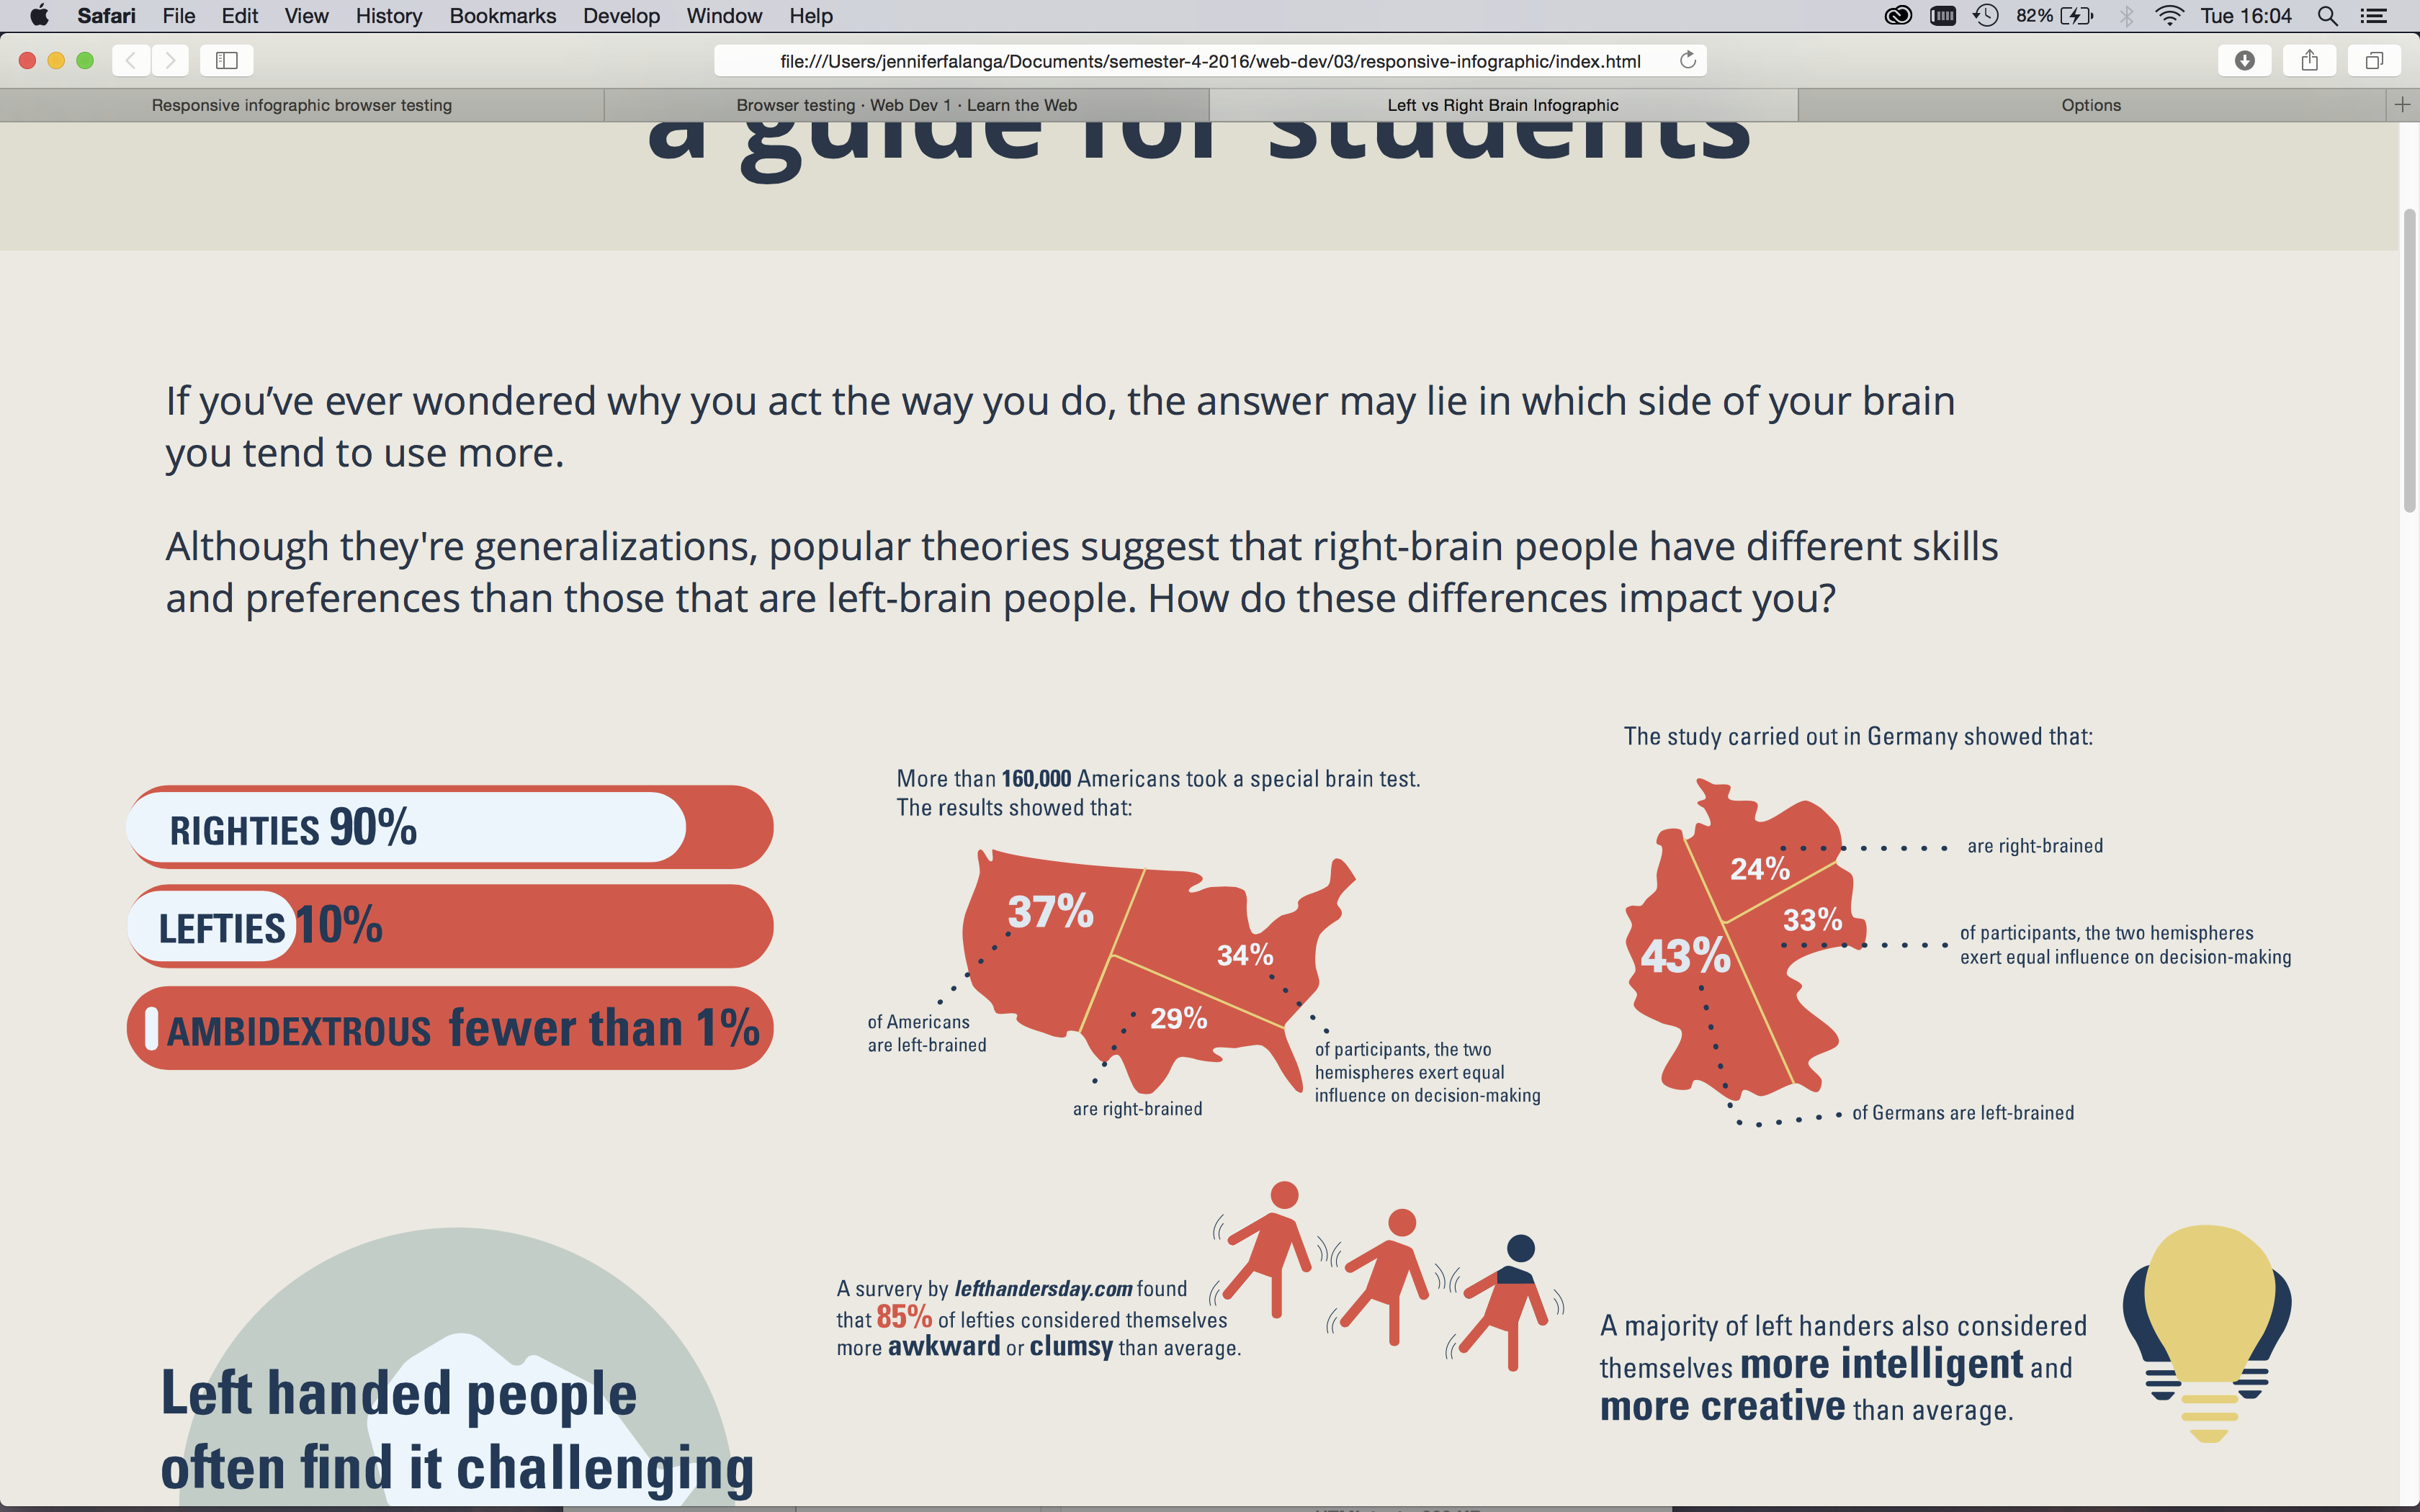 Safari File Edit View History Bookmarks Develop Window Help 82% Tue 16:04
file:///Users/jenniferfalanga/Documents/semester-4-2016/web-dev/03/responsive-infographic/index.html
Responsive infographic browser testing
Browser testing · Web Dev 1 · Learn the Web
Left vs Right Brain Infographic
Options
a guide for students
If you’ve ever wondered why you act the way you do, the answer may lie in which side of your brain
you tend to use more.
Although they're generalizations, popular theories suggest that right-brain people have different skills
and preferences than those that are left-brain people. How do these differences impact you?
RIGHTIES 90%
LEFTIES 10%
AMBIDEXTROUS fewer than 1%
More than 160,000 Americans took a special brain test.
The results showed that:
37%
34%
29%
of Americans
are left-brained
are right-brained
of participants, the two
hemispheres exert equal
influence on decision-making
The study carried out in Germany showed that:
24%
are right-brained
33%
43%
of participants, the two hemispheres
exert equal influence on decision-making
of Germans are left-brained
Left handed people
often find it challenging
A survery by lefthandersday.com found
that 85% of lefties considered themselves
more awkward or clumsy than average.
A majority of left handers also considered
themselves more intelligent and
more creative than average.